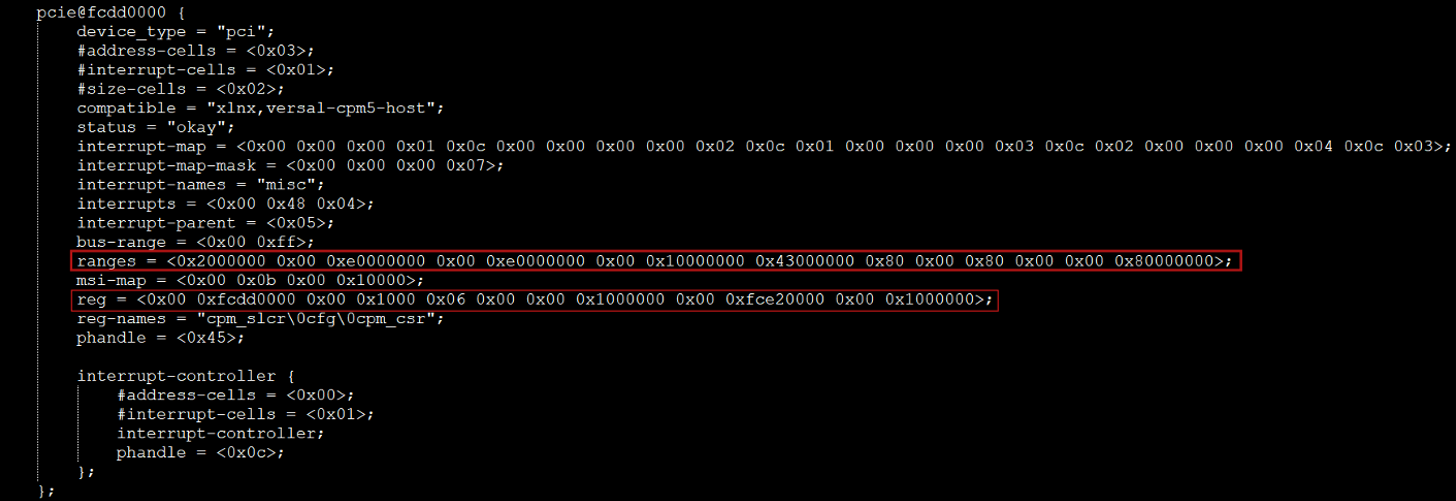 pcie@fcdd0000 {
device_type = "pci";
#address-cells = <0x03>;
#interrupt-cells = <0x01>;
#size-cells = <0x02>;
compatible = "xlnx,versal-cpm5-host";
status = "okay";
interrupt-map = <0x00 0x00 0x00 0x01 0x0c 0x00 0x00 0x00 0x00 0x02 0x0c 0x01 0x00 0x00 0x00 0x03 0x0c 0x02 0x00 0x00 0x00 0x04 0x0c 0x03>;
interrupt-map-mask = <0x00 0x00 0x00 0x07>;
interrupt-names = "misc";
interrupts = <0x00 0x48 0x04>;
interrupt-parent = <0x05>;
bus-range = <0x00 0xff>;
ranges = <0x2000000 0x00 0xe0000000 0x00 0xe0000000 0x00 0x10000000 0x43000000 0x80 0x00 0x80 0x00 0x00 0x80000000>;
msi-map = <0x00 0x0b 0x00 0x10000>;
reg = <0x00 0xfcdd0000 0x00 0x1000 0x06 0x00 0x00 0x1000000 0x00 0xfce20000 0x00 0x1000000>;
reg-names = "cpm_slcr\0cfg\0cpm_csr";
phandle = <0x45>;
interrupt-controller {
#address-cells = <0x00>;
#interrupt-cells = <0x01>;
interrupt-controller;
phandle = <0x0c>;
};
};